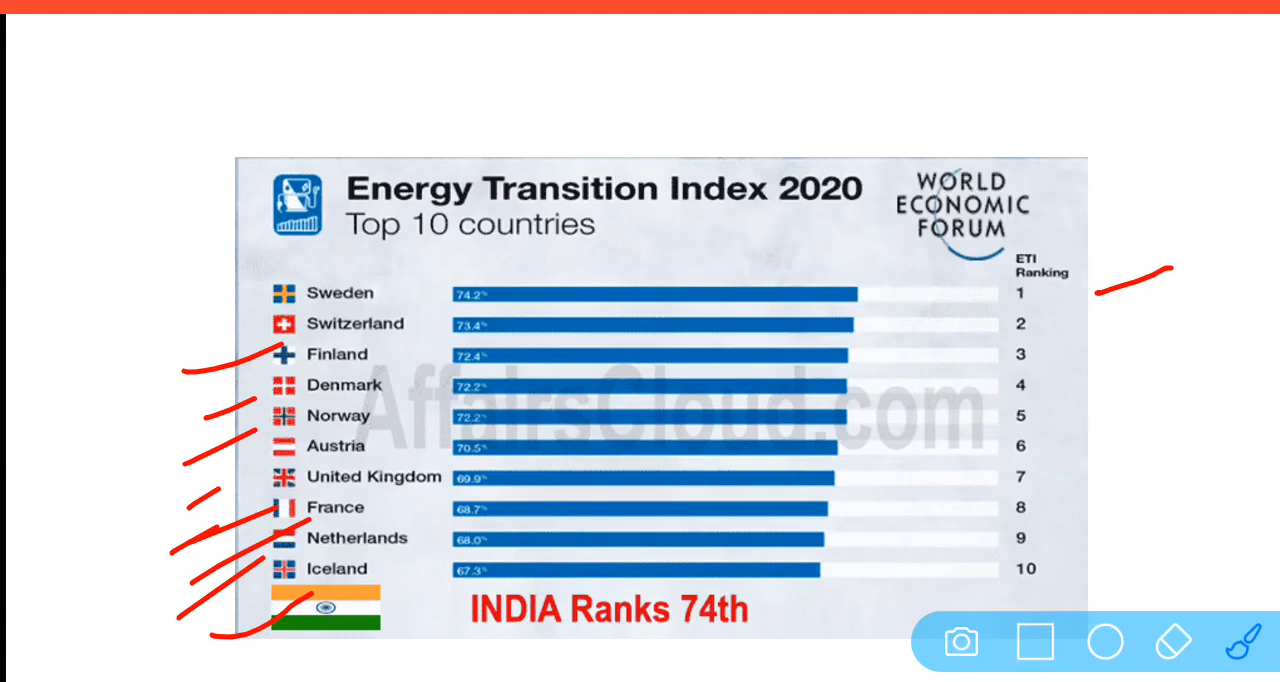 Energy Transition Index 2020
Top 10 countries
WORLD
ECONOMIC
FORUM
ETI
Ranking
Sweden 74.2% 1
Switzerland 73.4% 2
Finland 72.4% 3
Denmark 72.2% 4
Norway 72.2% 5
Austria 70.5% 6
United Kingdom 69.9% 7
France 68.7% 8
Netherlands 68.0% 9
Iceland 67.3% 10
AffairsCloud.com
INDIA Ranks 74th